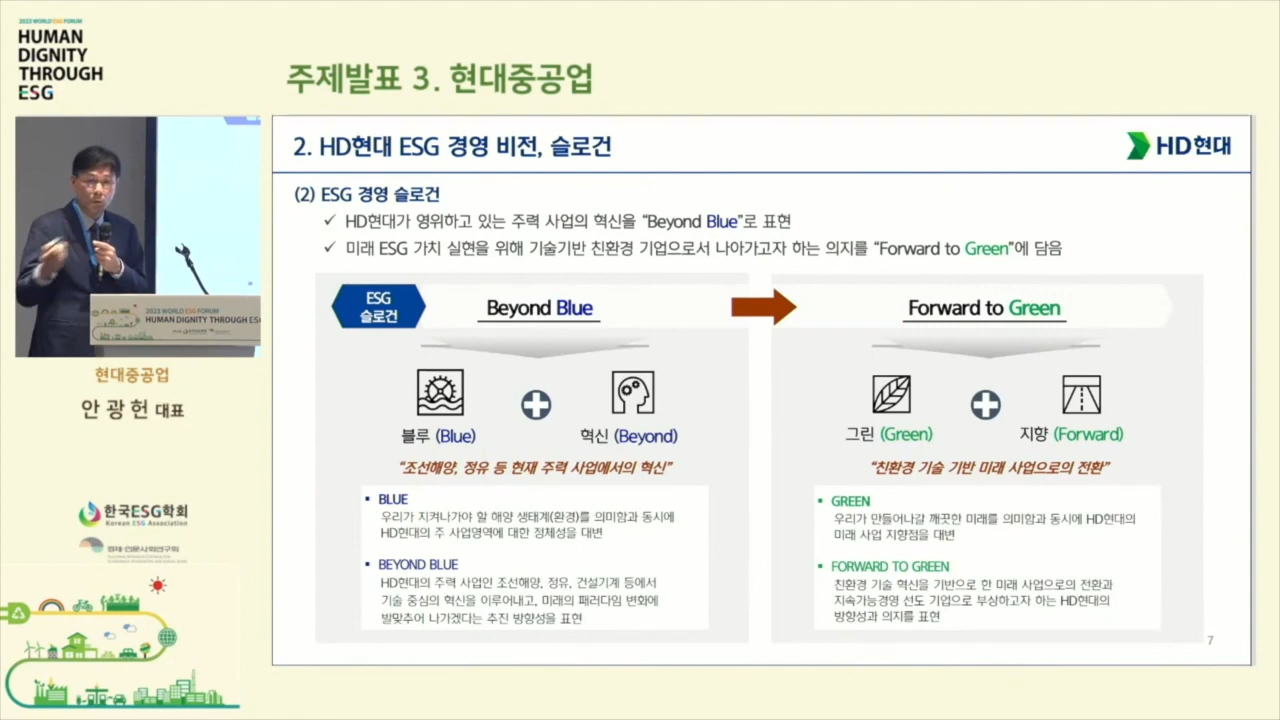 2023 WORLD ESG FORUM
HUMAN
DIGNITY
THROUGH
ESG
주제발표 3. 현대중공업
2. HD현대 ESG 경영 비전, 슬로건
HD현대
(2) ESG 경영 슬로건
✓ HD현대가 영위하고 있는 주력 사업의 혁신을 “Beyond Blue”로 표현
✓ 미래 ESG 가치 실현을 위해 기술기반 친환경 기업으로서 나아가고자 하는 의지를 “Forward to Green”에 담음
ESG
슬로건
Beyond Blue
Forward to Green
블루 (Blue)
혁신 (Beyond)
그린 (Green)
지향 (Forward)
“조선해양, 정유 등 현재 주력 사업에서의 혁신”
“친환경 기술 기반 미래 사업으로의 전환”
▪ BLUE
우리가 지켜나가야 할 해양 생태계(환경)를 의미함과 동시에
HD현대의 주 사업영역에 대한 정체성을 대변
▪ BEYOND BLUE
HD현대의 주력 사업인 조선해양, 정유, 건설기계 등에서
기술 중심의 혁신을 이루어내고, 미래의 패러다임 변화에
발맞추어 나가겠다는 추진 방향성을 표현
▪ GREEN
우리가 만들어나갈 깨끗한 미래를 의미함과 동시에 HD현대의
미래 사업 지향점을 대변
▪ FORWARD TO GREEN
친환경 기술 혁신을 기반으로 한 미래 사업으로의 전환과
지속가능경영 선도 기업으로 부상하고자 하는 HD현대의
방향성과 의지를 표현
7
2023 WORLD ESG FORUM
HUMAN DIGNITY THROUGH ES
현대중공업
안 광 헌 대표
한국ESG학회
Korean ESG Association
경제·인문사회연구회